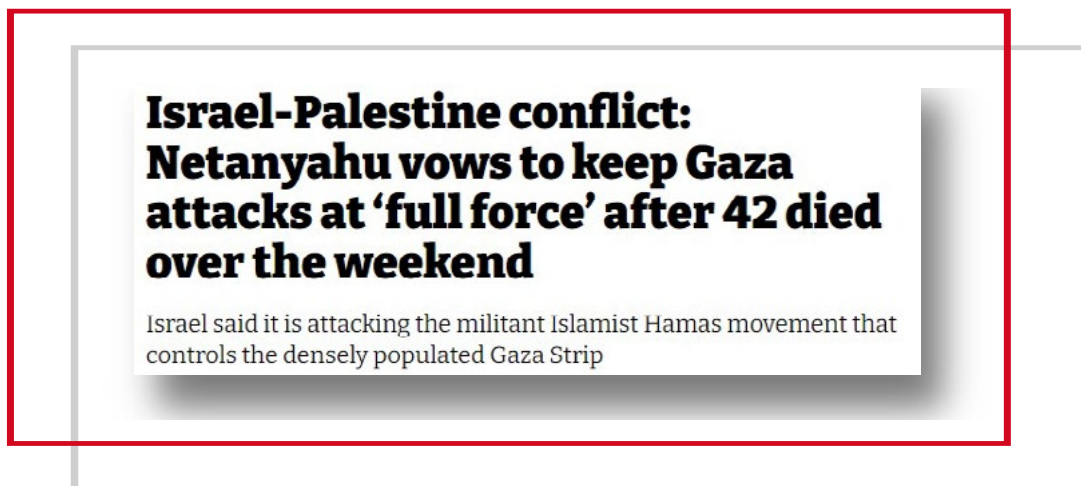 Israel-Palestine conflict:
Netanyahu vows to keep Gaza
attacks at ‘full force’ after 42 died
over the weekend
Israel said it is attacking the militant Islamist Hamas movement that
controls the densely populated Gaza Strip